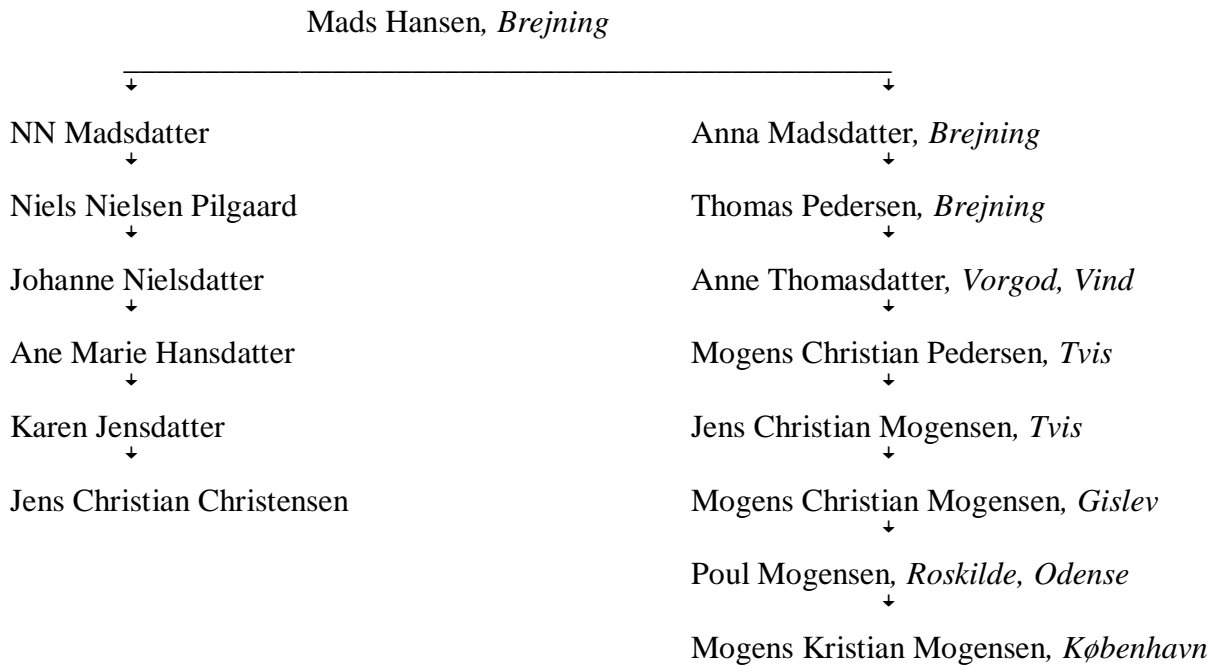 Mads Hansen, Brejning
NN Madsdatter
Anna Madsdatter, Brejning
Niels Nielsen Pilgaard
Thomas Pedersen, Brejning
Johanne Nielsdatter
Anne Thomasdatter, Vorgod, Vind
Ane Marie Hansdatter
Mogens Christian Pedersen, Tvis
Karen Jensdatter
Jens Christian Mogensen, Tvis
Jens Christian Christensen
Mogens Christian Mogensen, Gislev
Poul Mogensen, Roskilde, Odense
Mogens Kristian Mogensen, København